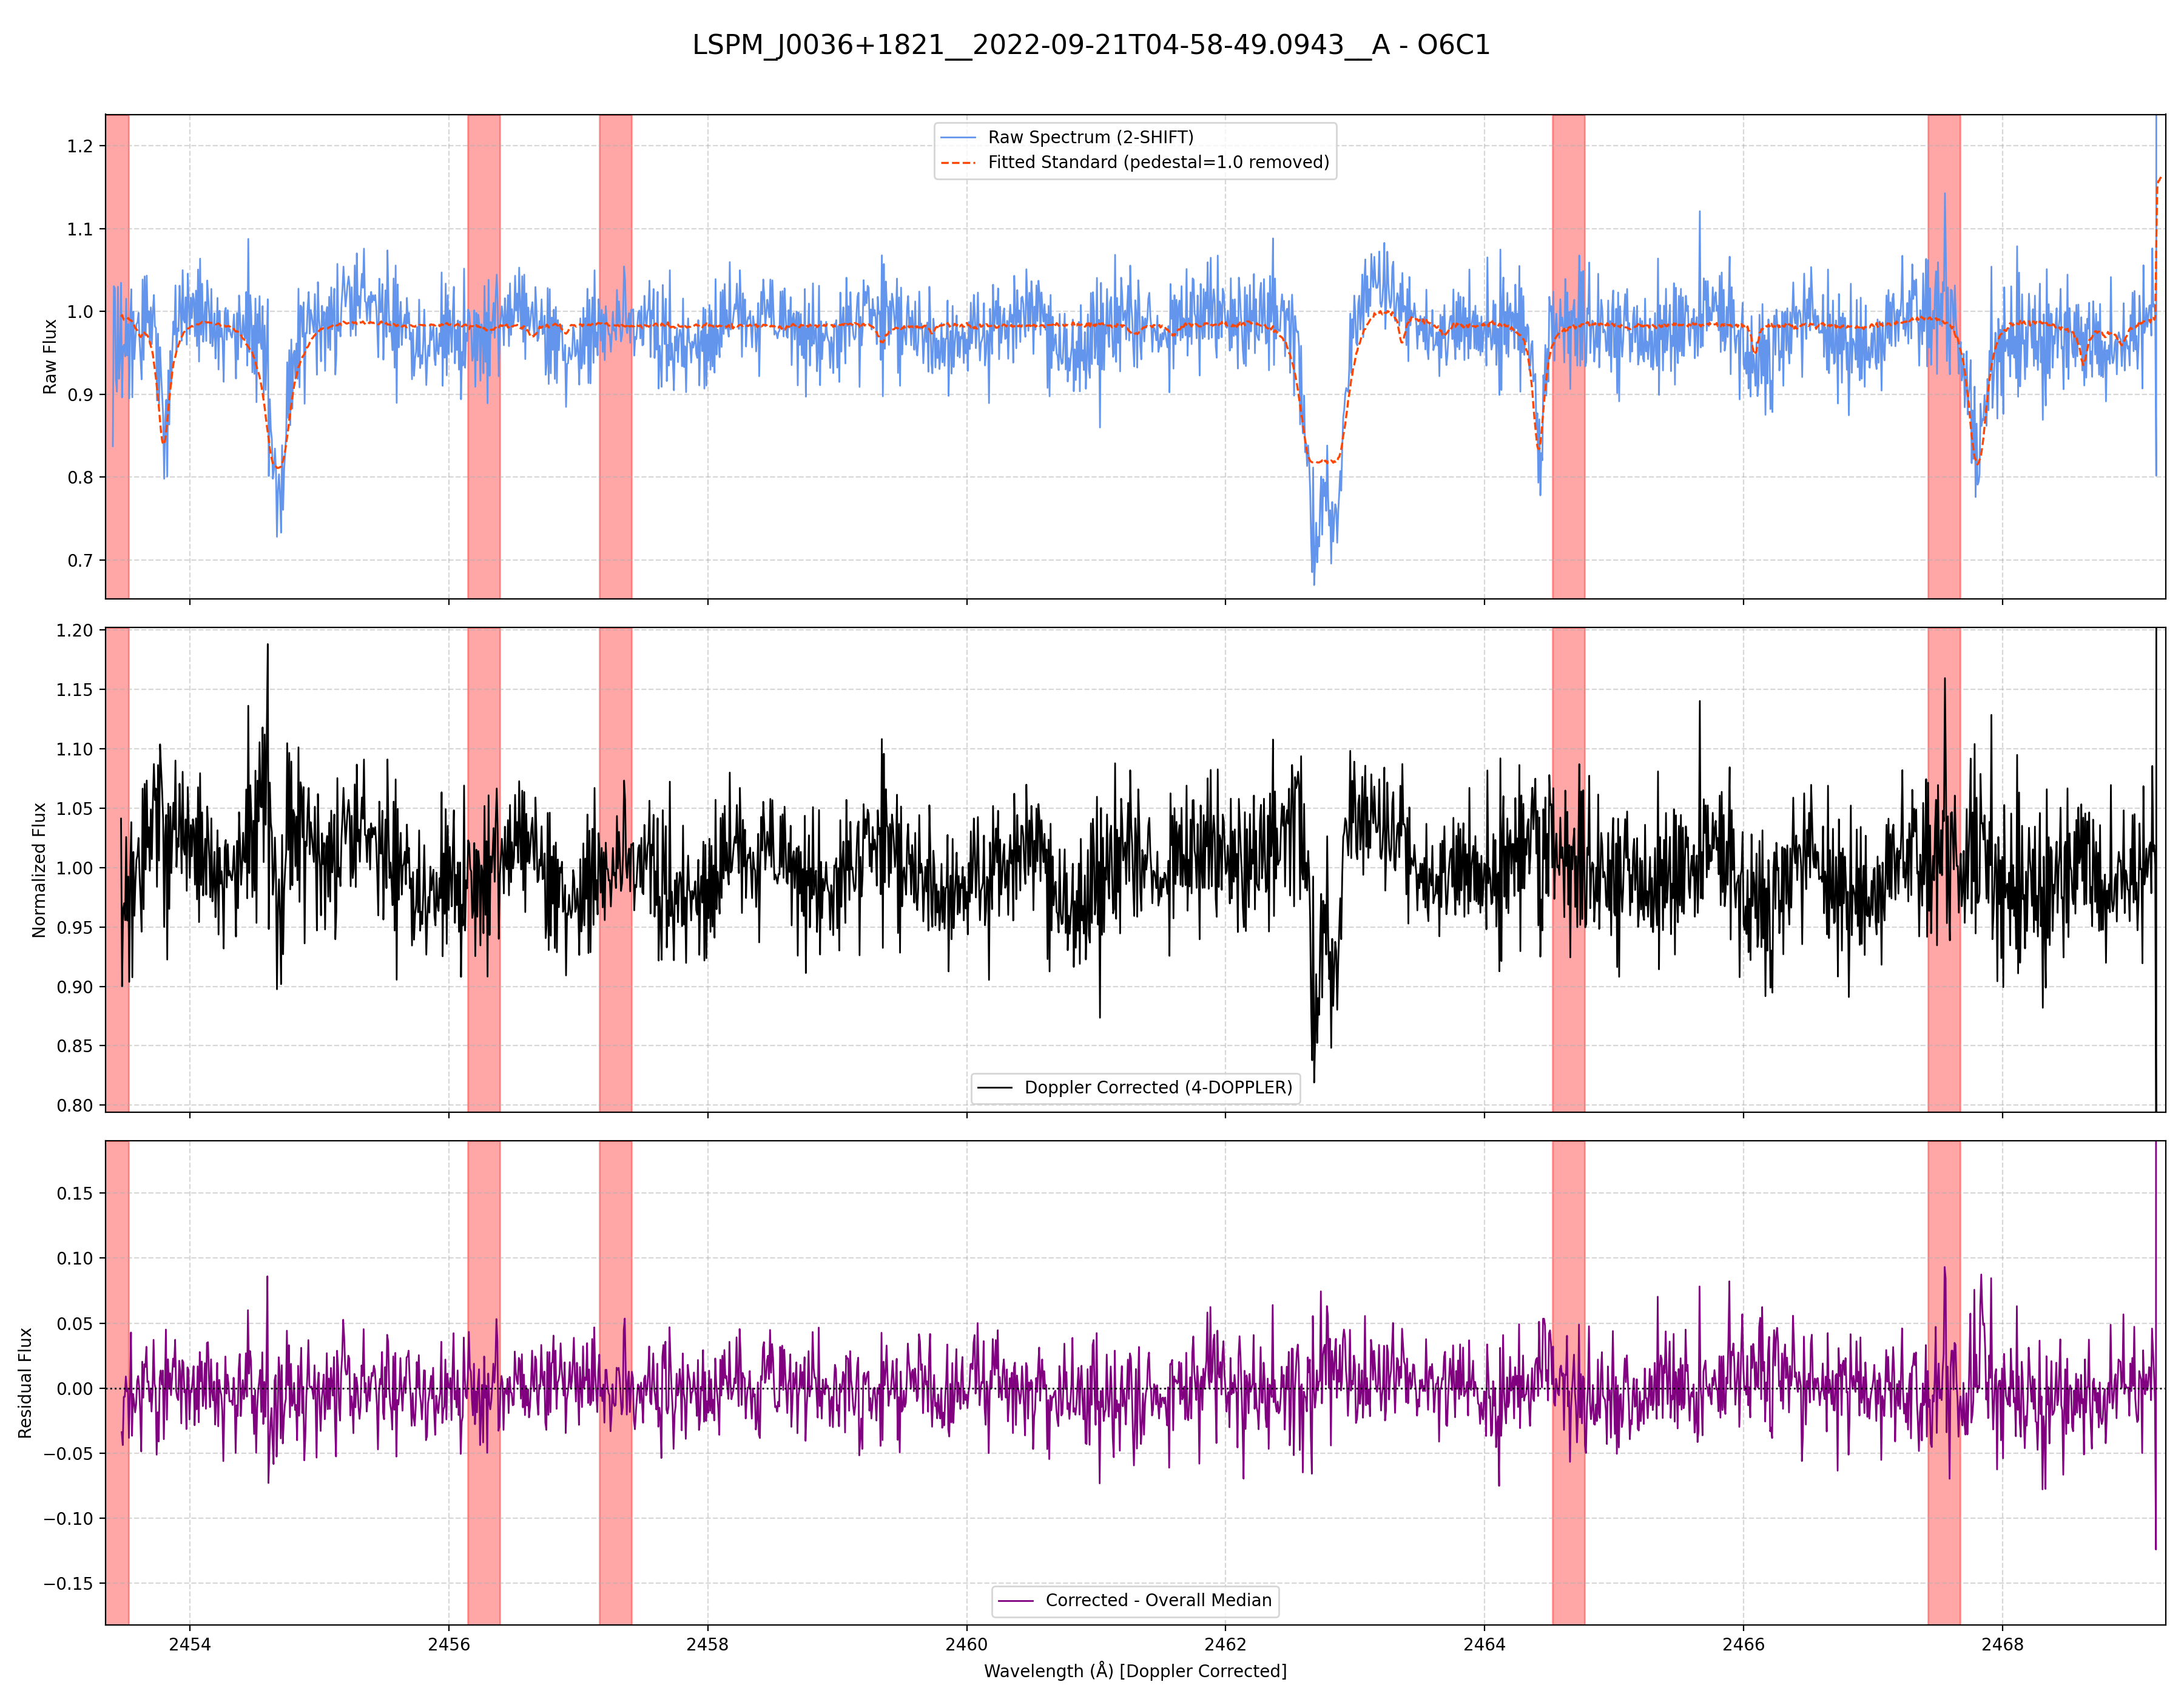 LSPM_J0036+1821__2022-09-21T04-58-49.0943__A - O6C1
Raw Spectrum (2-SHIFT)
Fitted Standard (pedestal=1.0 removed)
Raw Flux
1.2
1.1
1.0
0.9
0.8
0.7
Normalized Flux
1.20
1.15
1.10
1.05
1.00
0.95
0.90
0.85
0.80
Doppler Corrected (4-DOPPLER)
Residual Flux
0.15
0.10
0.05
0.00
−0.05
−0.10
−0.15
Corrected - Overall Median
2454 2456 2458 2460 2462 2464 2466 2468
Wavelength (Å) [Doppler Corrected]